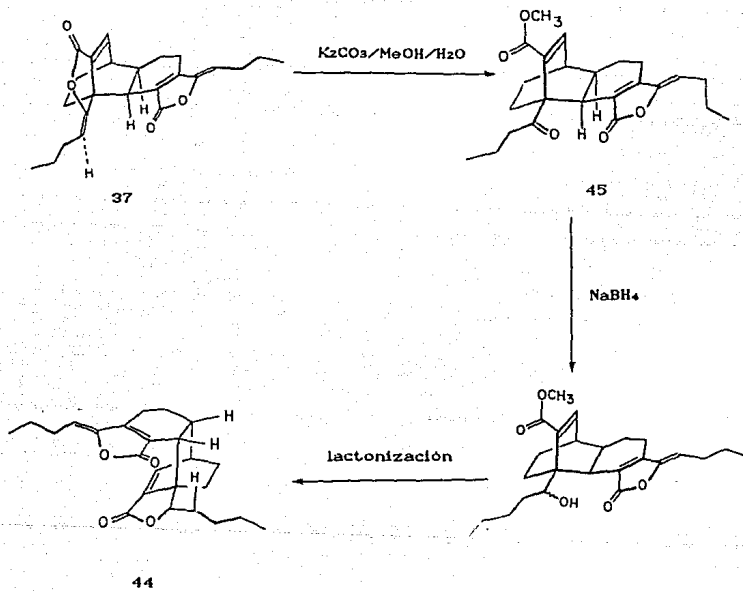 K2CO3/MeOH/H2O
37
OCH3
O
O
O
O
O
H
H
H
O
O
O
O
H
H
45
NaBH4
OCH3
O
OH
O
O
lactonización
H
H
O
O
H
O
O
44